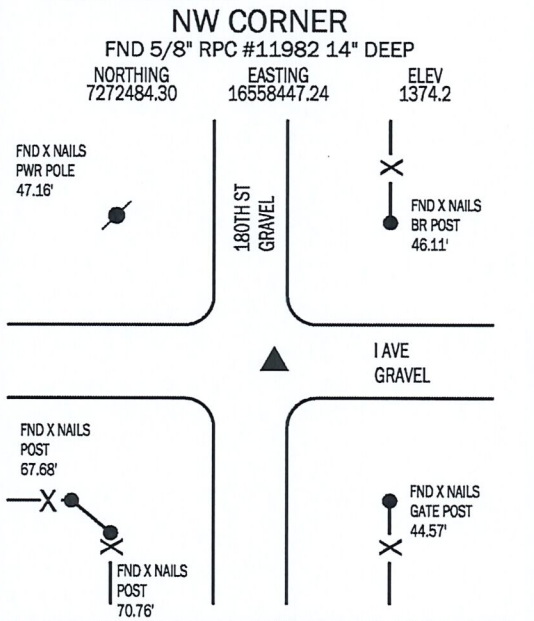 NW CORNER
FND 5/8" RPC #11982 14" DEEP
NORTHING EASTING ELEV
7272484.30 16558447.24 1374.2
FND X NAILS
PWR POLE
47.16'
180TH ST
GRAVEL
FND X NAILS
BR POST
46.11'
I AVE
GRAVEL
FND X NAILS
POST
67.68'
FND X NAILS
GATE POST
44.57'
FND X NAILS
POST
70.76'